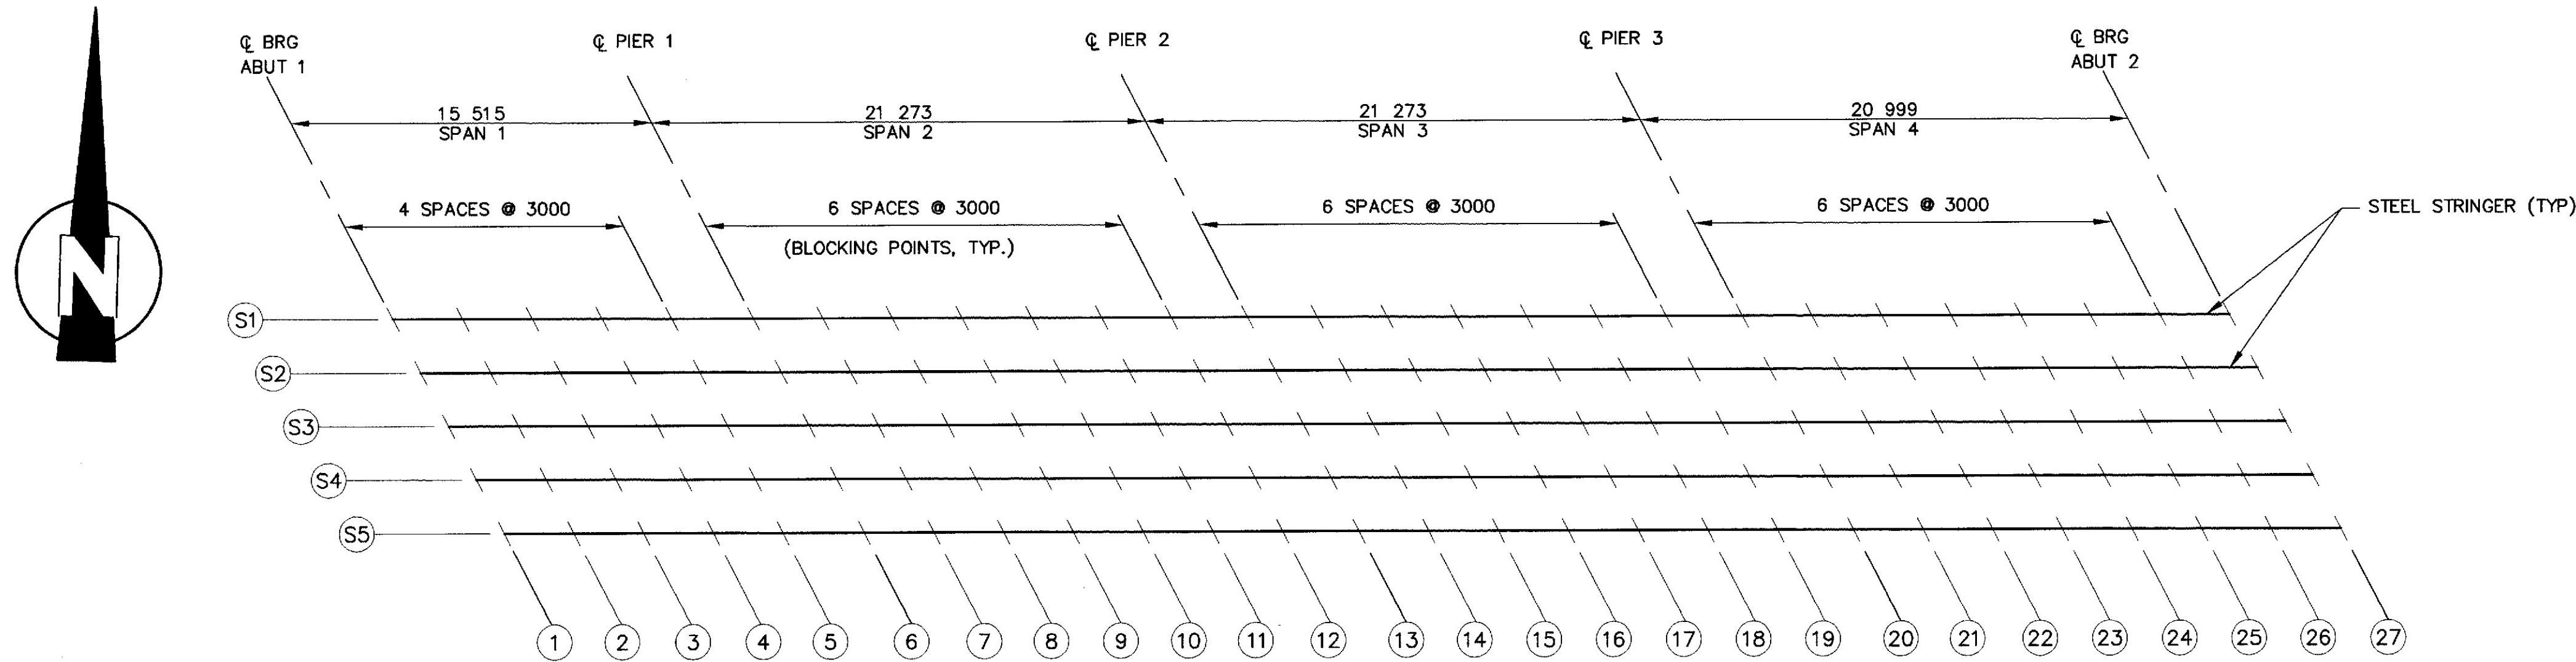 ℄ BRG
ABUT 1
℄ PIER 1
℄ PIER 2
℄ PIER 3
℄ BRG
ABUT 2
15 515
SPAN 1
21 273
SPAN 2
21 273
SPAN 3
20 999
SPAN 4
4 SPACES @ 3000
6 SPACES @ 3000
(BLOCKING POINTS, TYP.)
6 SPACES @ 3000
6 SPACES @ 3000
STEEL STRINGER (TYP)
N
S1
S2
S3
S4
S5
1 2 3 4 5 6 7 8 9 10 11 12 13 14 15 16 17 18 19 20 21 22 23 24 25 26 27